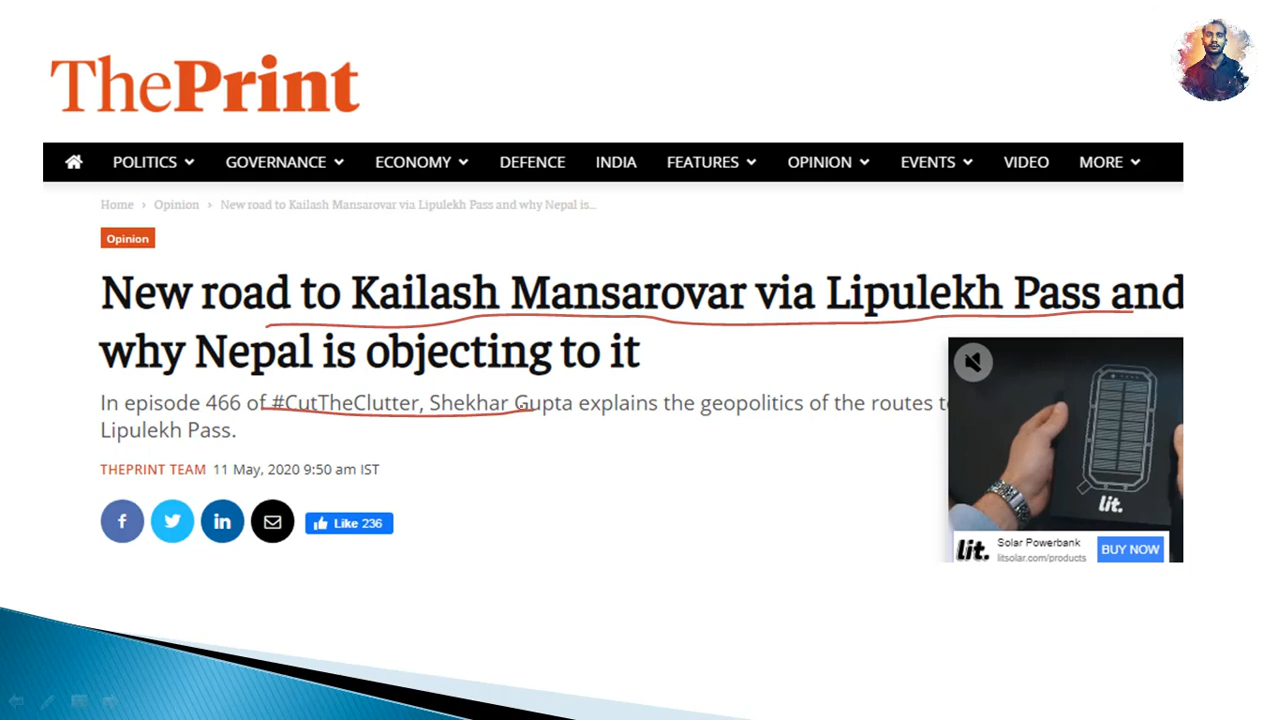 ThePrint
POLITICS GOVERNANCE ECONOMY DEFENCE INDIA FEATURES OPINION EVENTS VIDEO MORE
Home › Opinion › New road to Kailash Mansarovar via Lipulekh Pass and why Nepal is...
Opinion
New road to Kailash Mansarovar via Lipulekh Pass and
why Nepal is objecting to it
In episode 466 of #CutTheClutter, Shekhar Gupta explains the geopolitics of the routes
Lipulekh Pass.
THEPRINT TEAM 11 May, 2020 9:50 am IST
f in Like 236
lit.
lit. Solar Powerbank
litsolar.com/products
BUY NOW